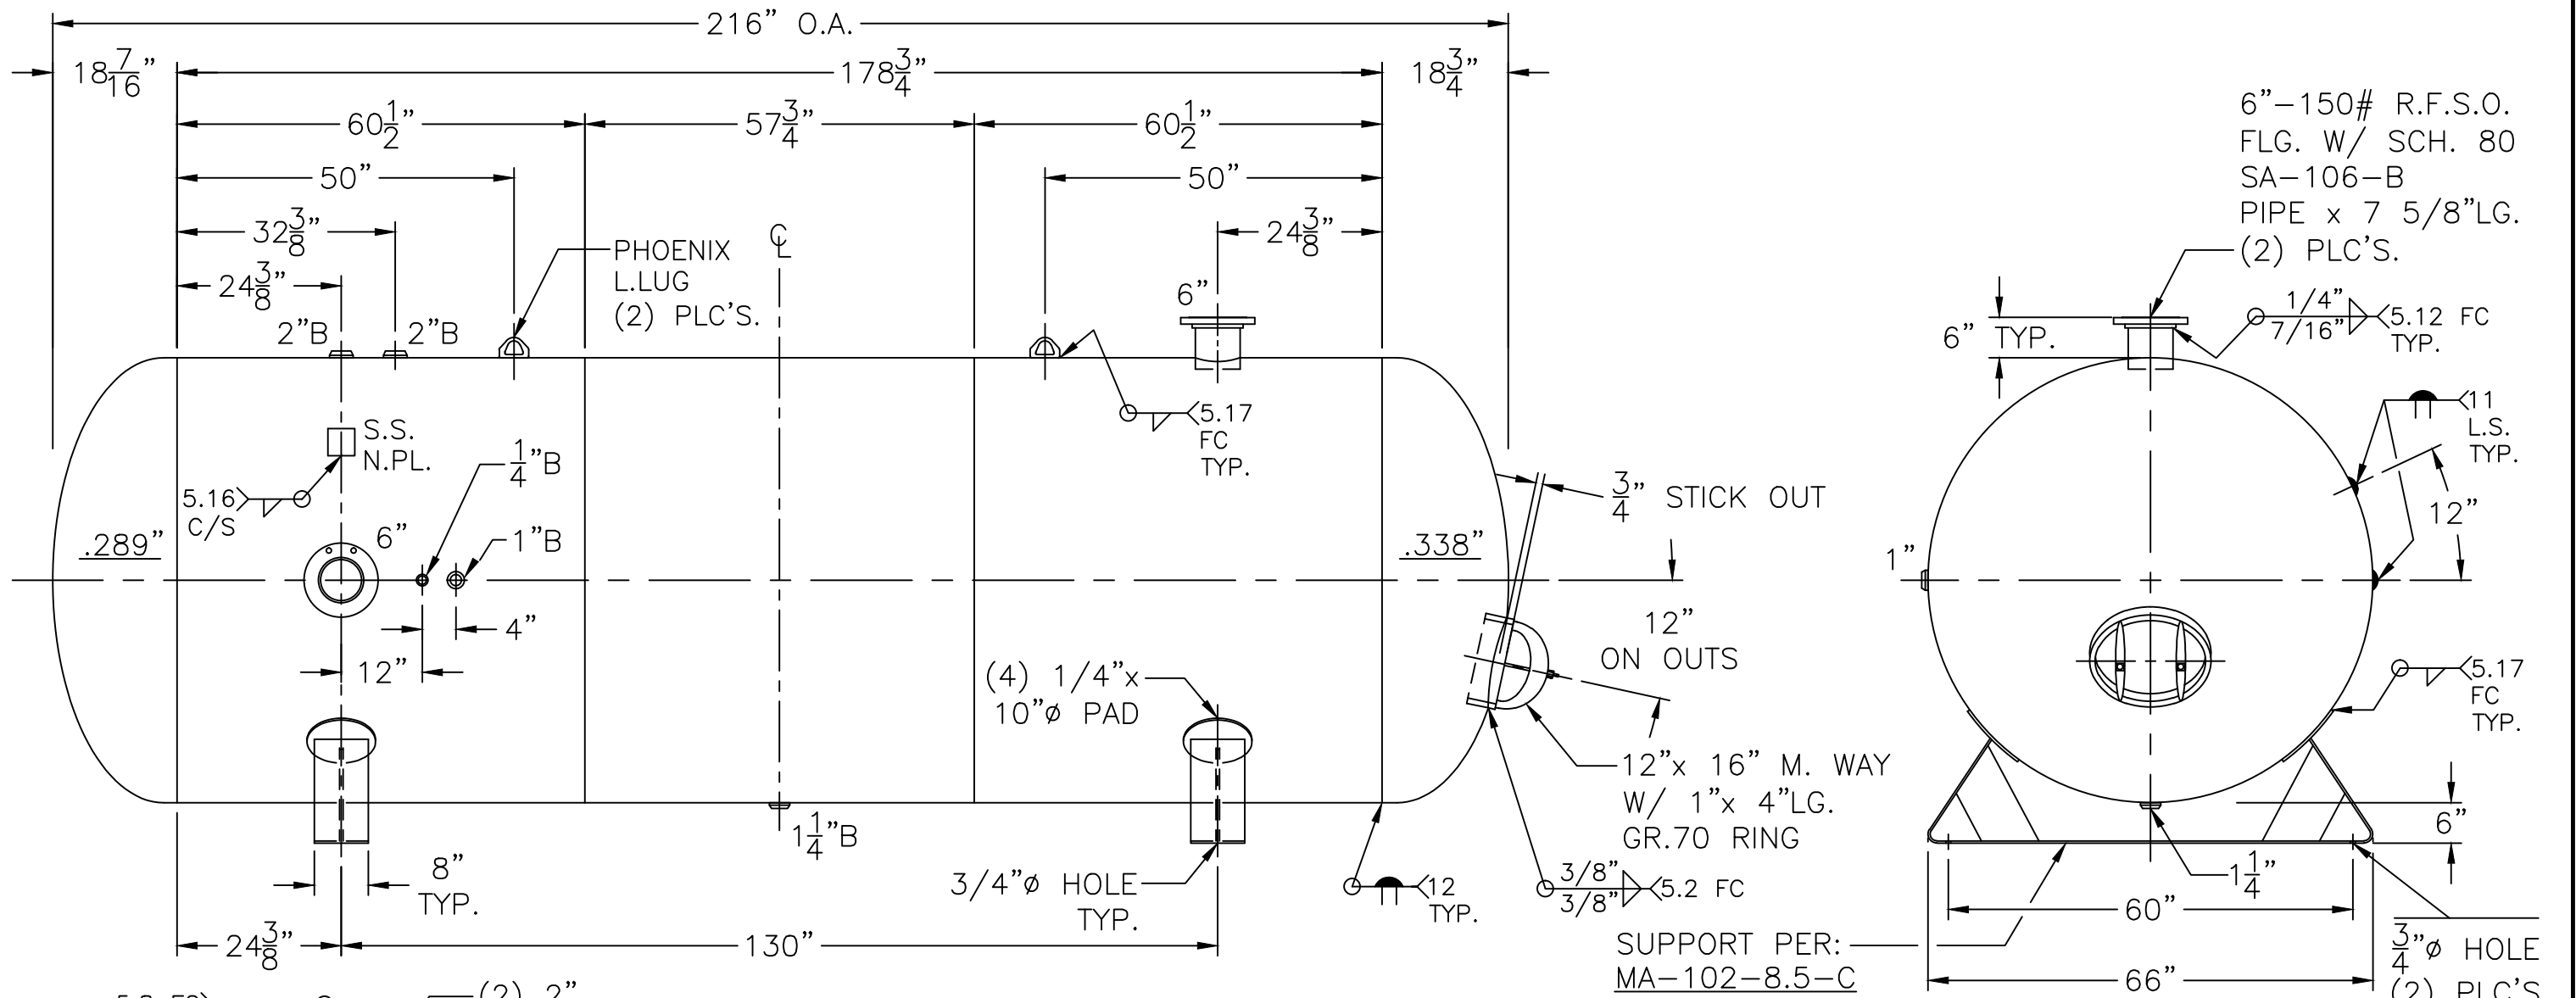 216” O.A.
18 7/16”
178 3/4”
18 3/4”
60 1/2”
57 3/4”
60 1/2”
50”
50”
32 3/8”
24 3/8”
24 3/8”
℄
PHOENIX
L.LUG
(2) PLC'S.
2”B
2”B
6”
S.S.
N.PL.
5.16
C/S
1/4”B
1”B
6”
.289”
.338”
4”
12”
5.17
FC
TYP.
3/4” STICK OUT
12”
ON OUTS
(4) 1/4”x
10”ø PAD
12”x 16” M. WAY
W/ 1”x 4”LG.
GR.70 RING
1 1/4”B
8”
TYP.
3/4”ø HOLE
TYP.
12
TYP.
3/8”
3/8”
5.2 FC
24 3/8”
130”
(2) 2”
6”-150# R.F.S.O.
FLG. W/ SCH. 80
SA-106-B
PIPE x 7 5/8”LG.
(2) PLC'S.
6” TYP.
1/4”
7/16”
5.12 FC
TYP.
11
L.S.
TYP.
12”
1”
5.17
FC
TYP.
6”
1 1/4”
60”
SUPPORT PER:
MA-102-8.5-C
66”
3/4”ø HOLE
(2) PLC'S